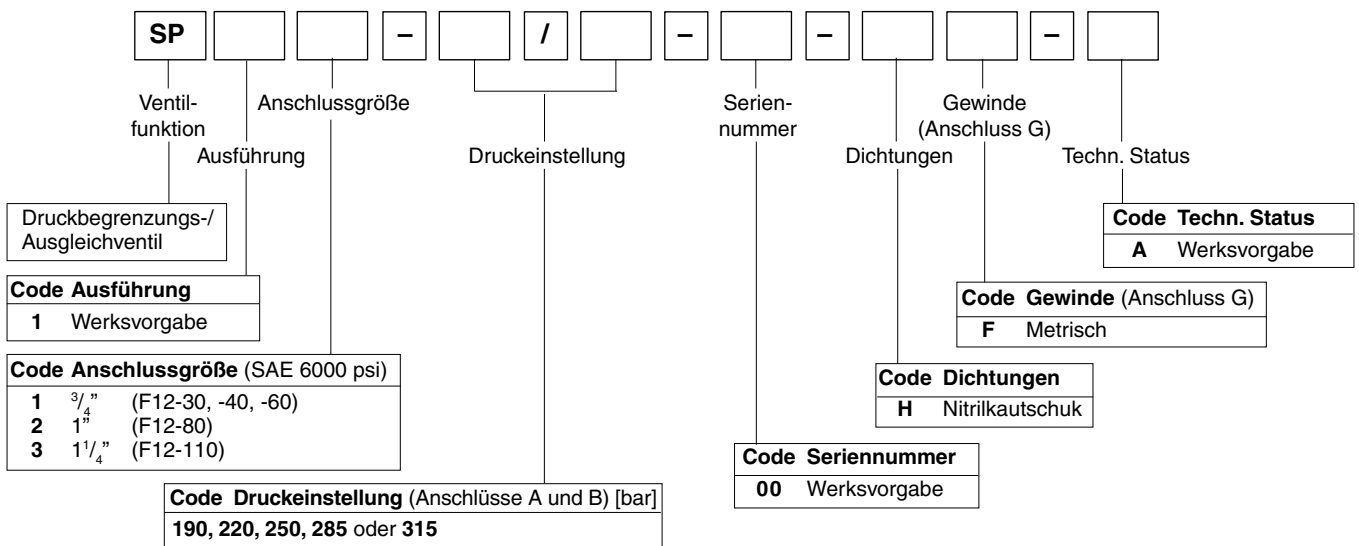 SP – / – – –
Ventil-
funktion
Ausführung
Anschlussgröße
Druckeinstellung
Serien-
nummer
Dichtungen
Gewinde
(Anschluss G)
Techn. Status
Druckbegrenzungs-/
Ausgleichventil
Code Ausführung
1 Werksvorgabe
Code Anschlussgröße (SAE 6000 psi)
1 3/4” (F12-30, -40, -60)
2 1” (F12-80)
3 1 1/4” (F12-110)
Code Druckeinstellung (Anschlüsse A und B) [bar]
190, 220, 250, 285 oder 315
Code Seriennummer
00 Werksvorgabe
Code Dichtungen
H Nitrilkautschuk
Code Gewinde (Anschluss G)
F Metrisch
Code Techn. Status
A Werksvorgabe